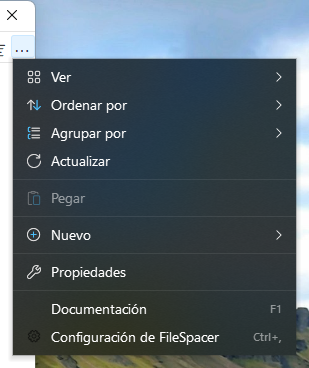 Ver
Ordenar por
Agrupar por
Actualizar
Pegar
Nuevo
Propiedades
Documentación F1
Configuración de FileSpacer Ctrl+,